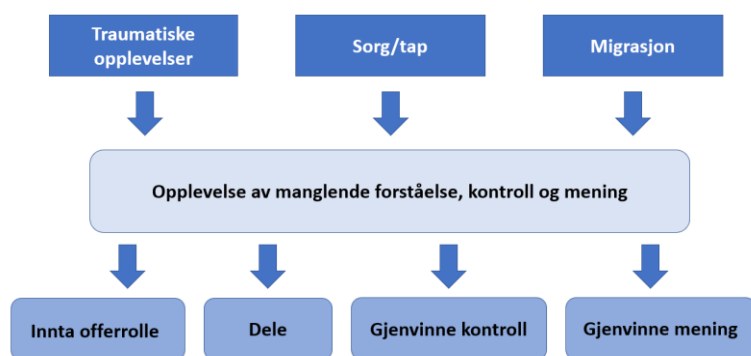 Traumatiske
opplevelser
Sorg/tap
Migrasjon
Opplevelse av manglende forståelse, kontroll og mening
Innta offerrolle
Dele
Gjenvinne kontroll
Gjenvinne mening